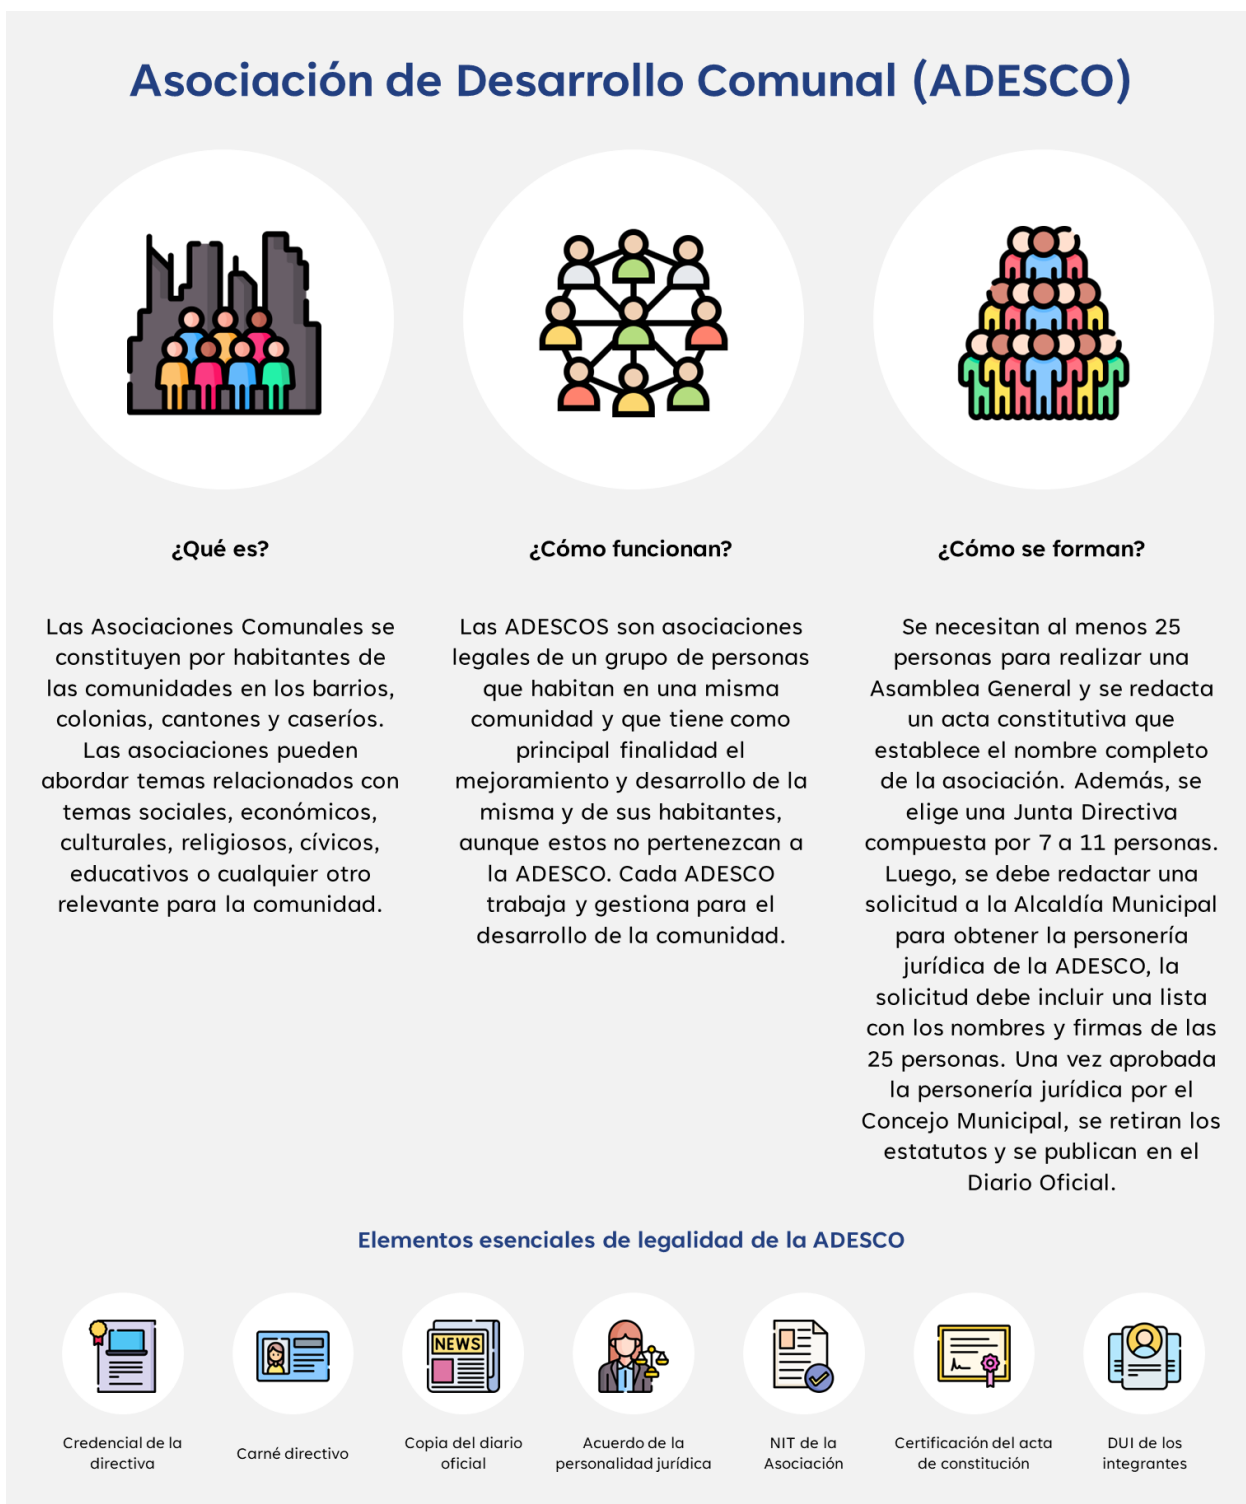 Asociación de Desarrollo Comunal (ADESCO)
¿Qué es?
Las Asociaciones Comunales se
constituyen por habitantes de
las comunidades en los barrios,
colonias, cantones y caseríos.
Las asociaciones pueden
abordar temas relacionados con
temas sociales, económicos,
culturales, religiosos, cívicos,
educativos o cualquier otro
relevante para la comunidad.
¿Cómo funcionan?
Las ADESCOS son asociaciones
legales de un grupo de personas
que habitan en una misma
comunidad y que tiene como
principal finalidad el
mejoramiento y desarrollo de la
misma y de sus habitantes,
aunque estos no pertenezcan a
la ADESCO. Cada ADESCO
trabaja y gestiona para el
desarrollo de la comunidad.
¿Cómo se forman?
Se necesitan al menos 25
personas para realizar una
Asamblea General y se redacta
un acta constitutiva que
establece el nombre completo
de la asociación. Además, se
elige una Junta Directiva
compuesta por 7 a 11 personas.
Luego, se debe redactar una
solicitud a la Alcaldía Municipal
para obtener la personería
jurídica de la ADESCO, la
solicitud debe incluir una lista
con los nombres y firmas de las
25 personas. Una vez aprobada
la personería jurídica por el
Concejo Municipal, se retiran los
estatutos y se publican en el
Diario Oficial.
Elementos esenciales de legalidad de la ADESCO
NEWS
Credencial de la
directiva
Carné directivo
Copia del diario
oficial
Acuerdo de la
personalidad jurídica
NIT de la
Asociación
Certificación del acta
de constitución
DUI de los
integrantes